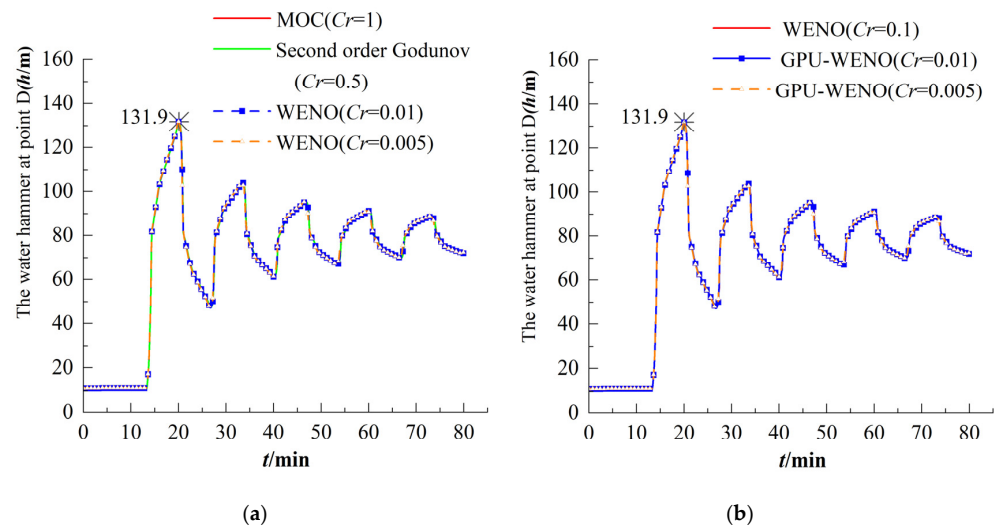 MOC(Cr=1)
Second order Godunov
(Cr=0.5)
WENO(Cr=0.01)
WENO(Cr=0.005)
The water hammer at point D(h/m)
160
140
120
100
80
60
40
20
0
131.9
0 10 20 30 40 50 60 70 80
t/min
(a)
WENO(Cr=0.1)
GPU-WENO(Cr=0.01)
GPU-WENO(Cr=0.005)
The water hammer at point D(h/m)
160
140
120
100
80
60
40
20
0
131.9
0 10 20 30 40 50 60 70 80
t/min
(b)